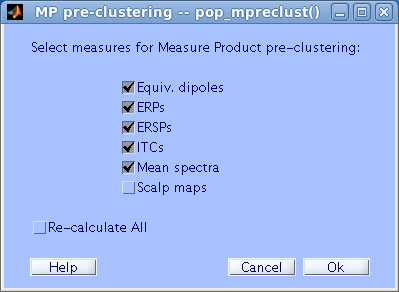 MP pre-clustering -- pop_mpreclust()
Select measures for Measure Product pre-clustering:
Equiv. dipoles
ERPs
ERSPs
ITCs
Mean spectra
Scalp maps
Re-calculate All
Help Cancel Ok